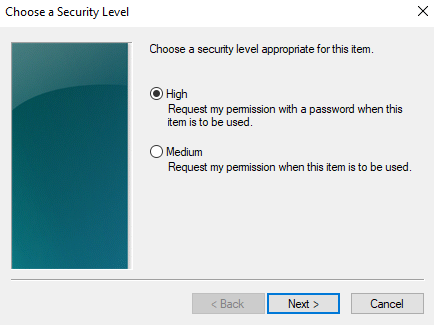 Choose a Security Level
Choose a security level appropriate for this item.
High
Request my permission with a password when this
item is to be used.
Medium
Request my permission when this item is to be used.
< Back Next > Cancel